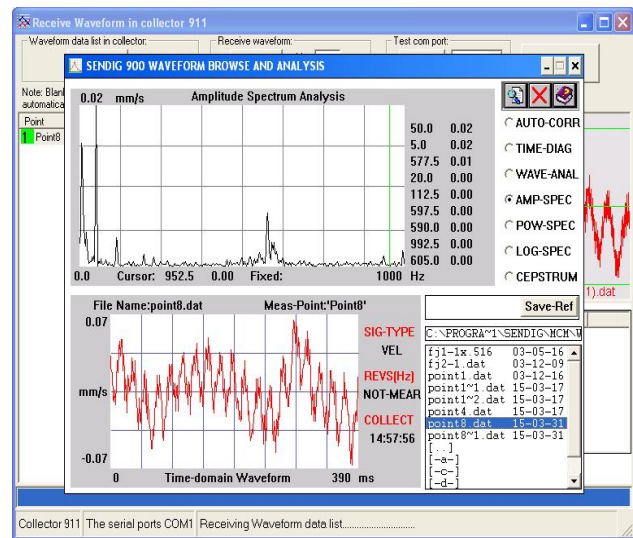 Receive Waveform in collector 911
Waveform data list in collector:
Receive waveform:
Test com port:
SENDIG 900 WAVEFORM BROWSE AND ANALYSIS
Note: Blan
automatica
Point
1 Point8
0.02 mm/s Amplitude Spectrum Analysis
50.0 0.02
5.0 0.02
577.5 0.01
20.0 0.00
112.5 0.00
597.5 0.00
590.0 0.00
992.5 0.00
605.0 0.00
0.0 Cursor: 952.5 0.00 Fixed: 1000 Hz
AUTO-CORR
TIME-DIAG
WAVE-ANAL
AMP-SPEC
POW-SPEC
LOG-SPEC
CEPSTRUM
1).dat
File Name:point8.dat Meas-Point:'Point8'
0.07
mm/s
-0.07
0 Time-domain Waveform 390 ms
SIG-TYPE
VEL
REVS(Hz)
NOT-MEAR
COLLECT
14:57:56
Save-Ref
C:\PROGRA~1\SENDIG\MCM\W
fj1-1x.516 03-05-16
fj2-1.dat 03-12-09
point1.dat 03-12-16
point1~1.dat 15-03-17
point1~2.dat 15-03-17
point4.dat 15-03-17
point8.dat 15-03-31
point8~1.dat 15-03-31
[..]
[-a-]
[-c-]
[-d-]
Collector 911 The serial ports COM1 Receiving Waveform data list..............................